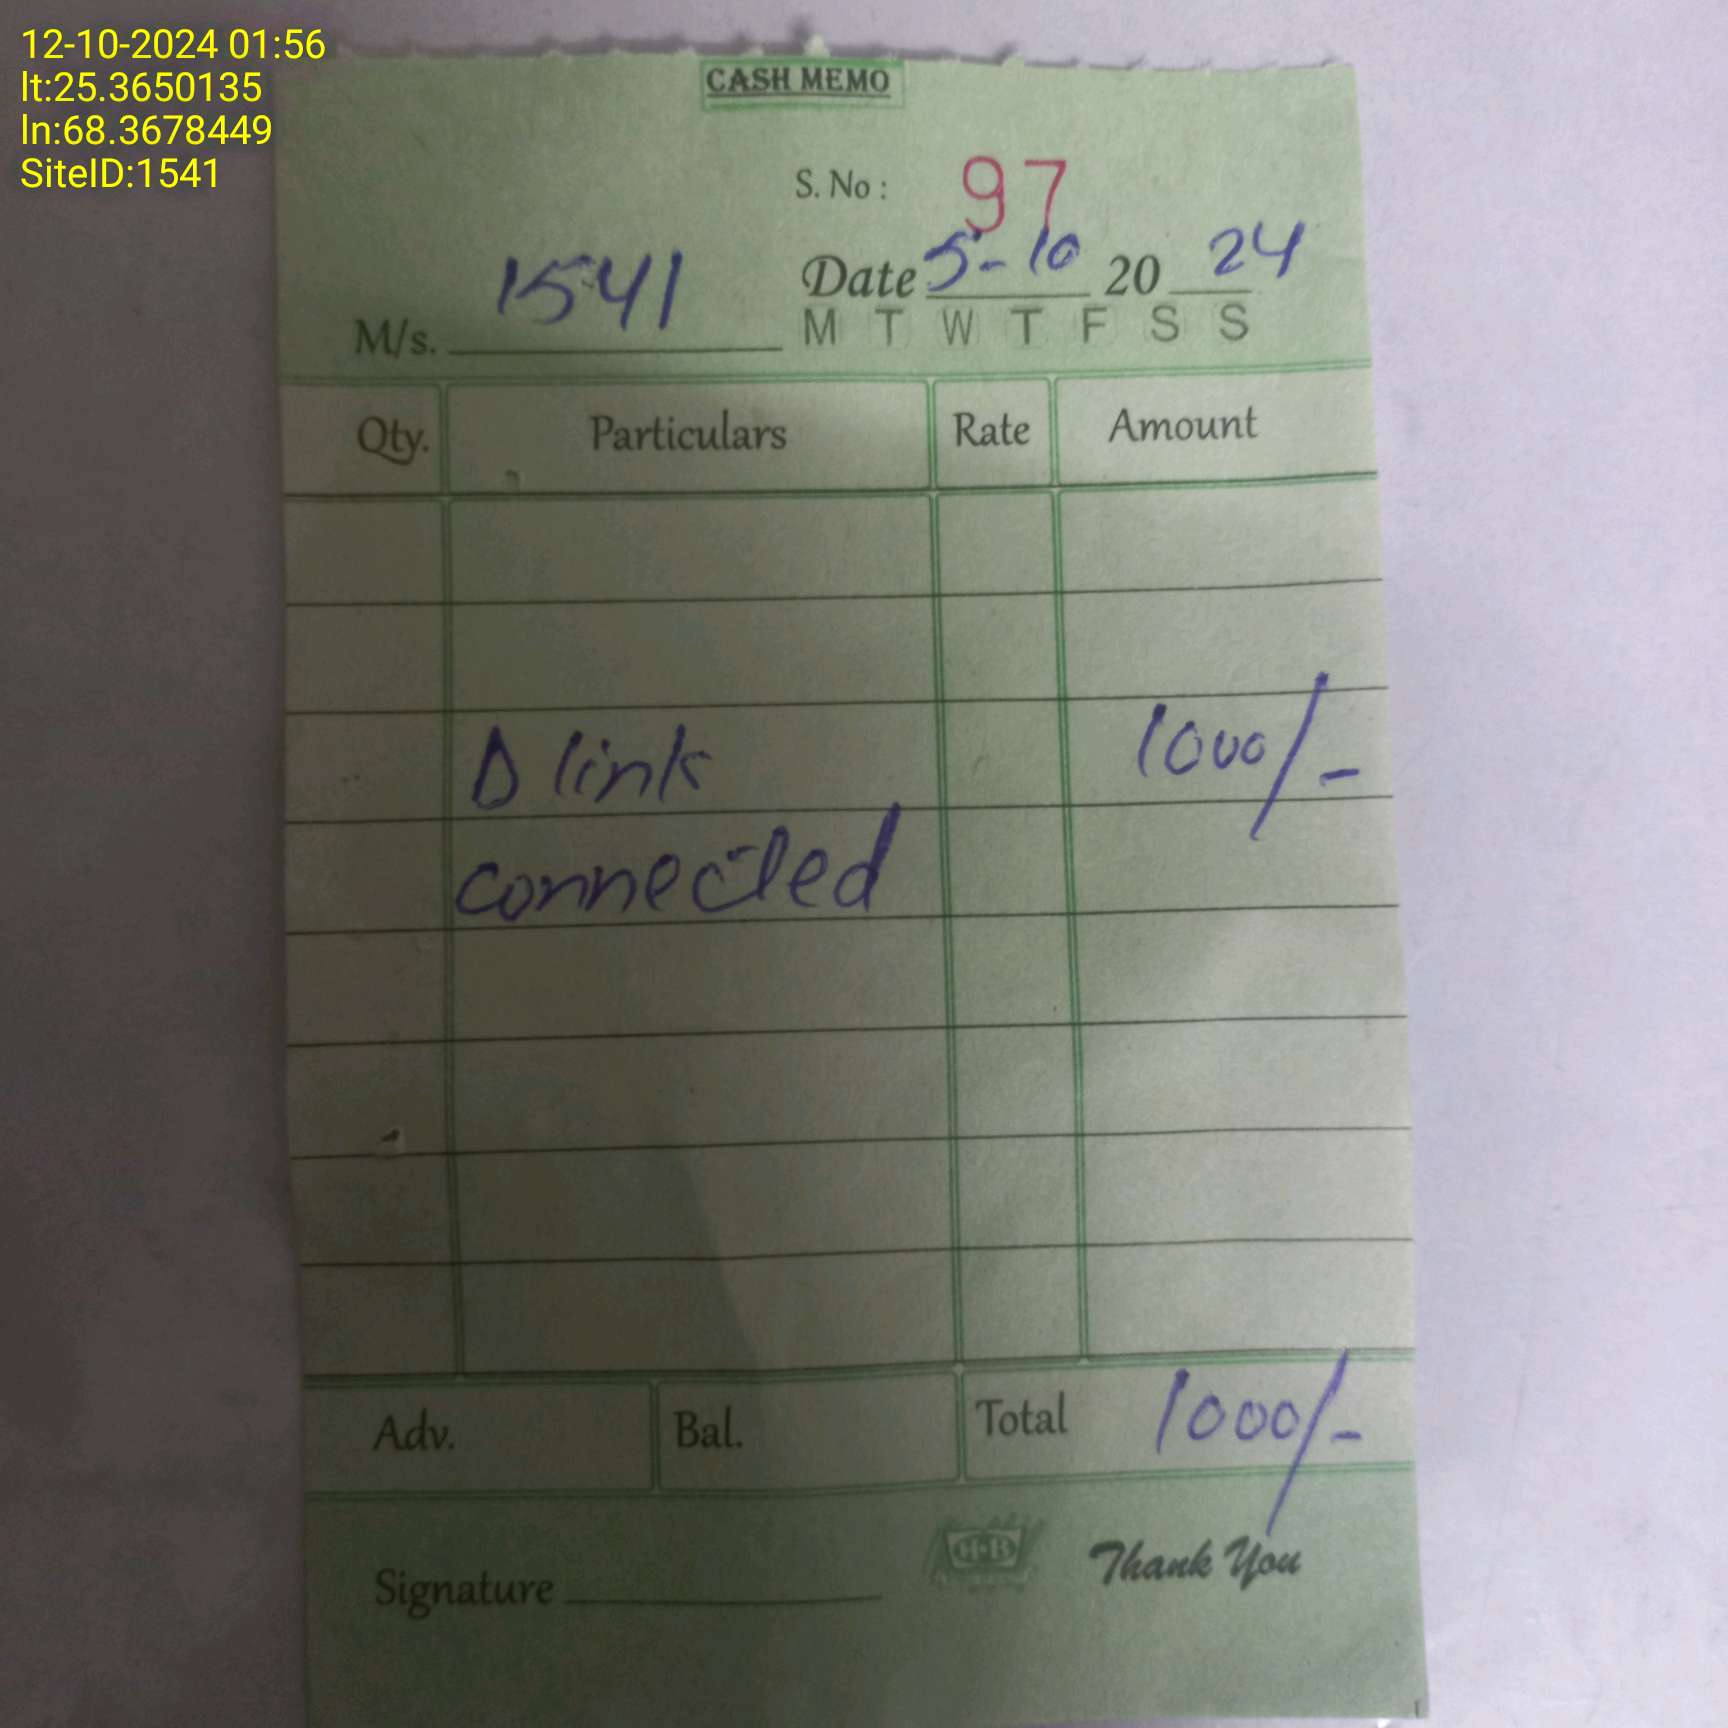 12-10-2024 01:56
lt:25.3650135
ln:68.3678449
SiteID:1541
CASH MEMO
S. No : 97
Date 5-10 20 24
M/s. 1541
M T W T F S S
Qty. Particulars Rate Amount
D link 1000/-
connected
Adv. Bal. Total 1000/-
H-B
Signature Thank You